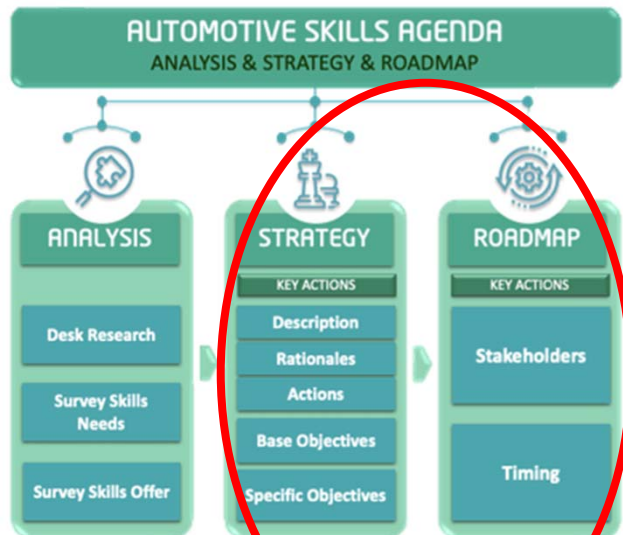 AUTOMOTIVE SKILLS AGENDA
ANALYSIS & STRATEGY & ROADMAP
ANALYSIS
Desk Research
Survey Skills
Needs
Survey Skills Offer
STRATEGY
KEY ACTIONS
Description
Rationales
Actions
Base Objectives
Specific Objectives
ROADMAP
KEY ACTIONS
Stakeholders
Timing